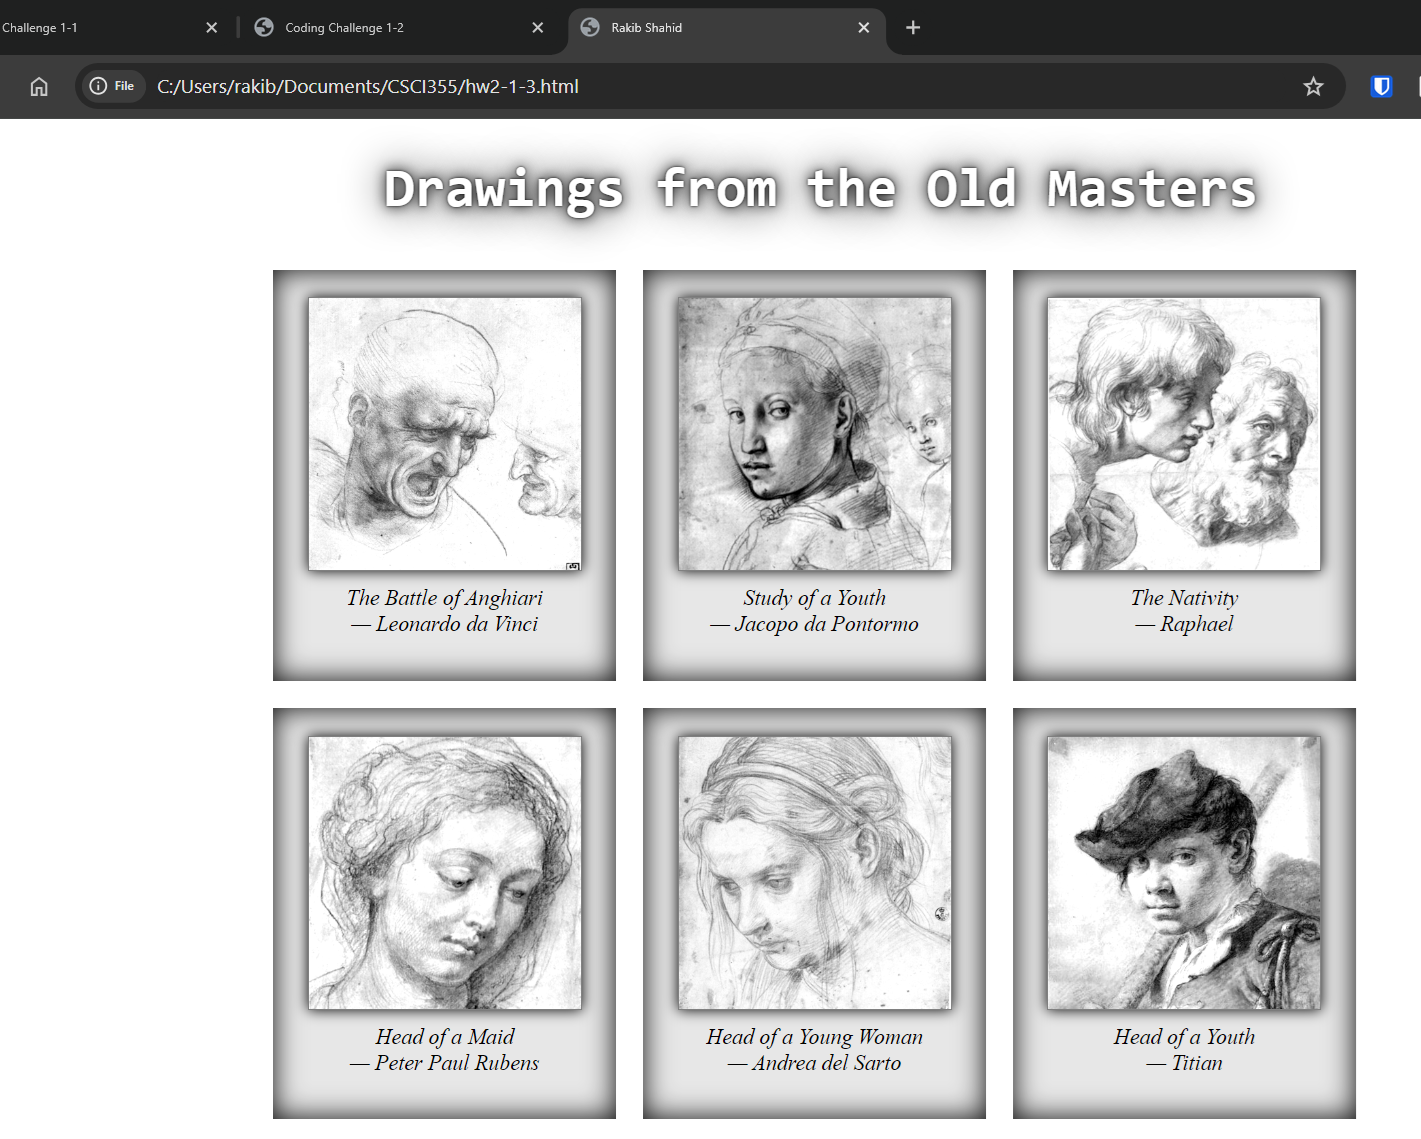 Challenge 1-1
Coding Challenge 1-2
Rakib Shahid
File
C:/Users/rakib/Documents/CSCI355/hw2-1-3.html
Drawings from the Old Masters
The Battle of Anghiari
— Leonardo da Vinci
Study of a Youth
— Jacopo da Pontormo
The Nativity
— Raphael
Head of a Maid
— Peter Paul Rubens
Head of a Young Woman
— Andrea del Sarto
Head of a Youth
— Titian